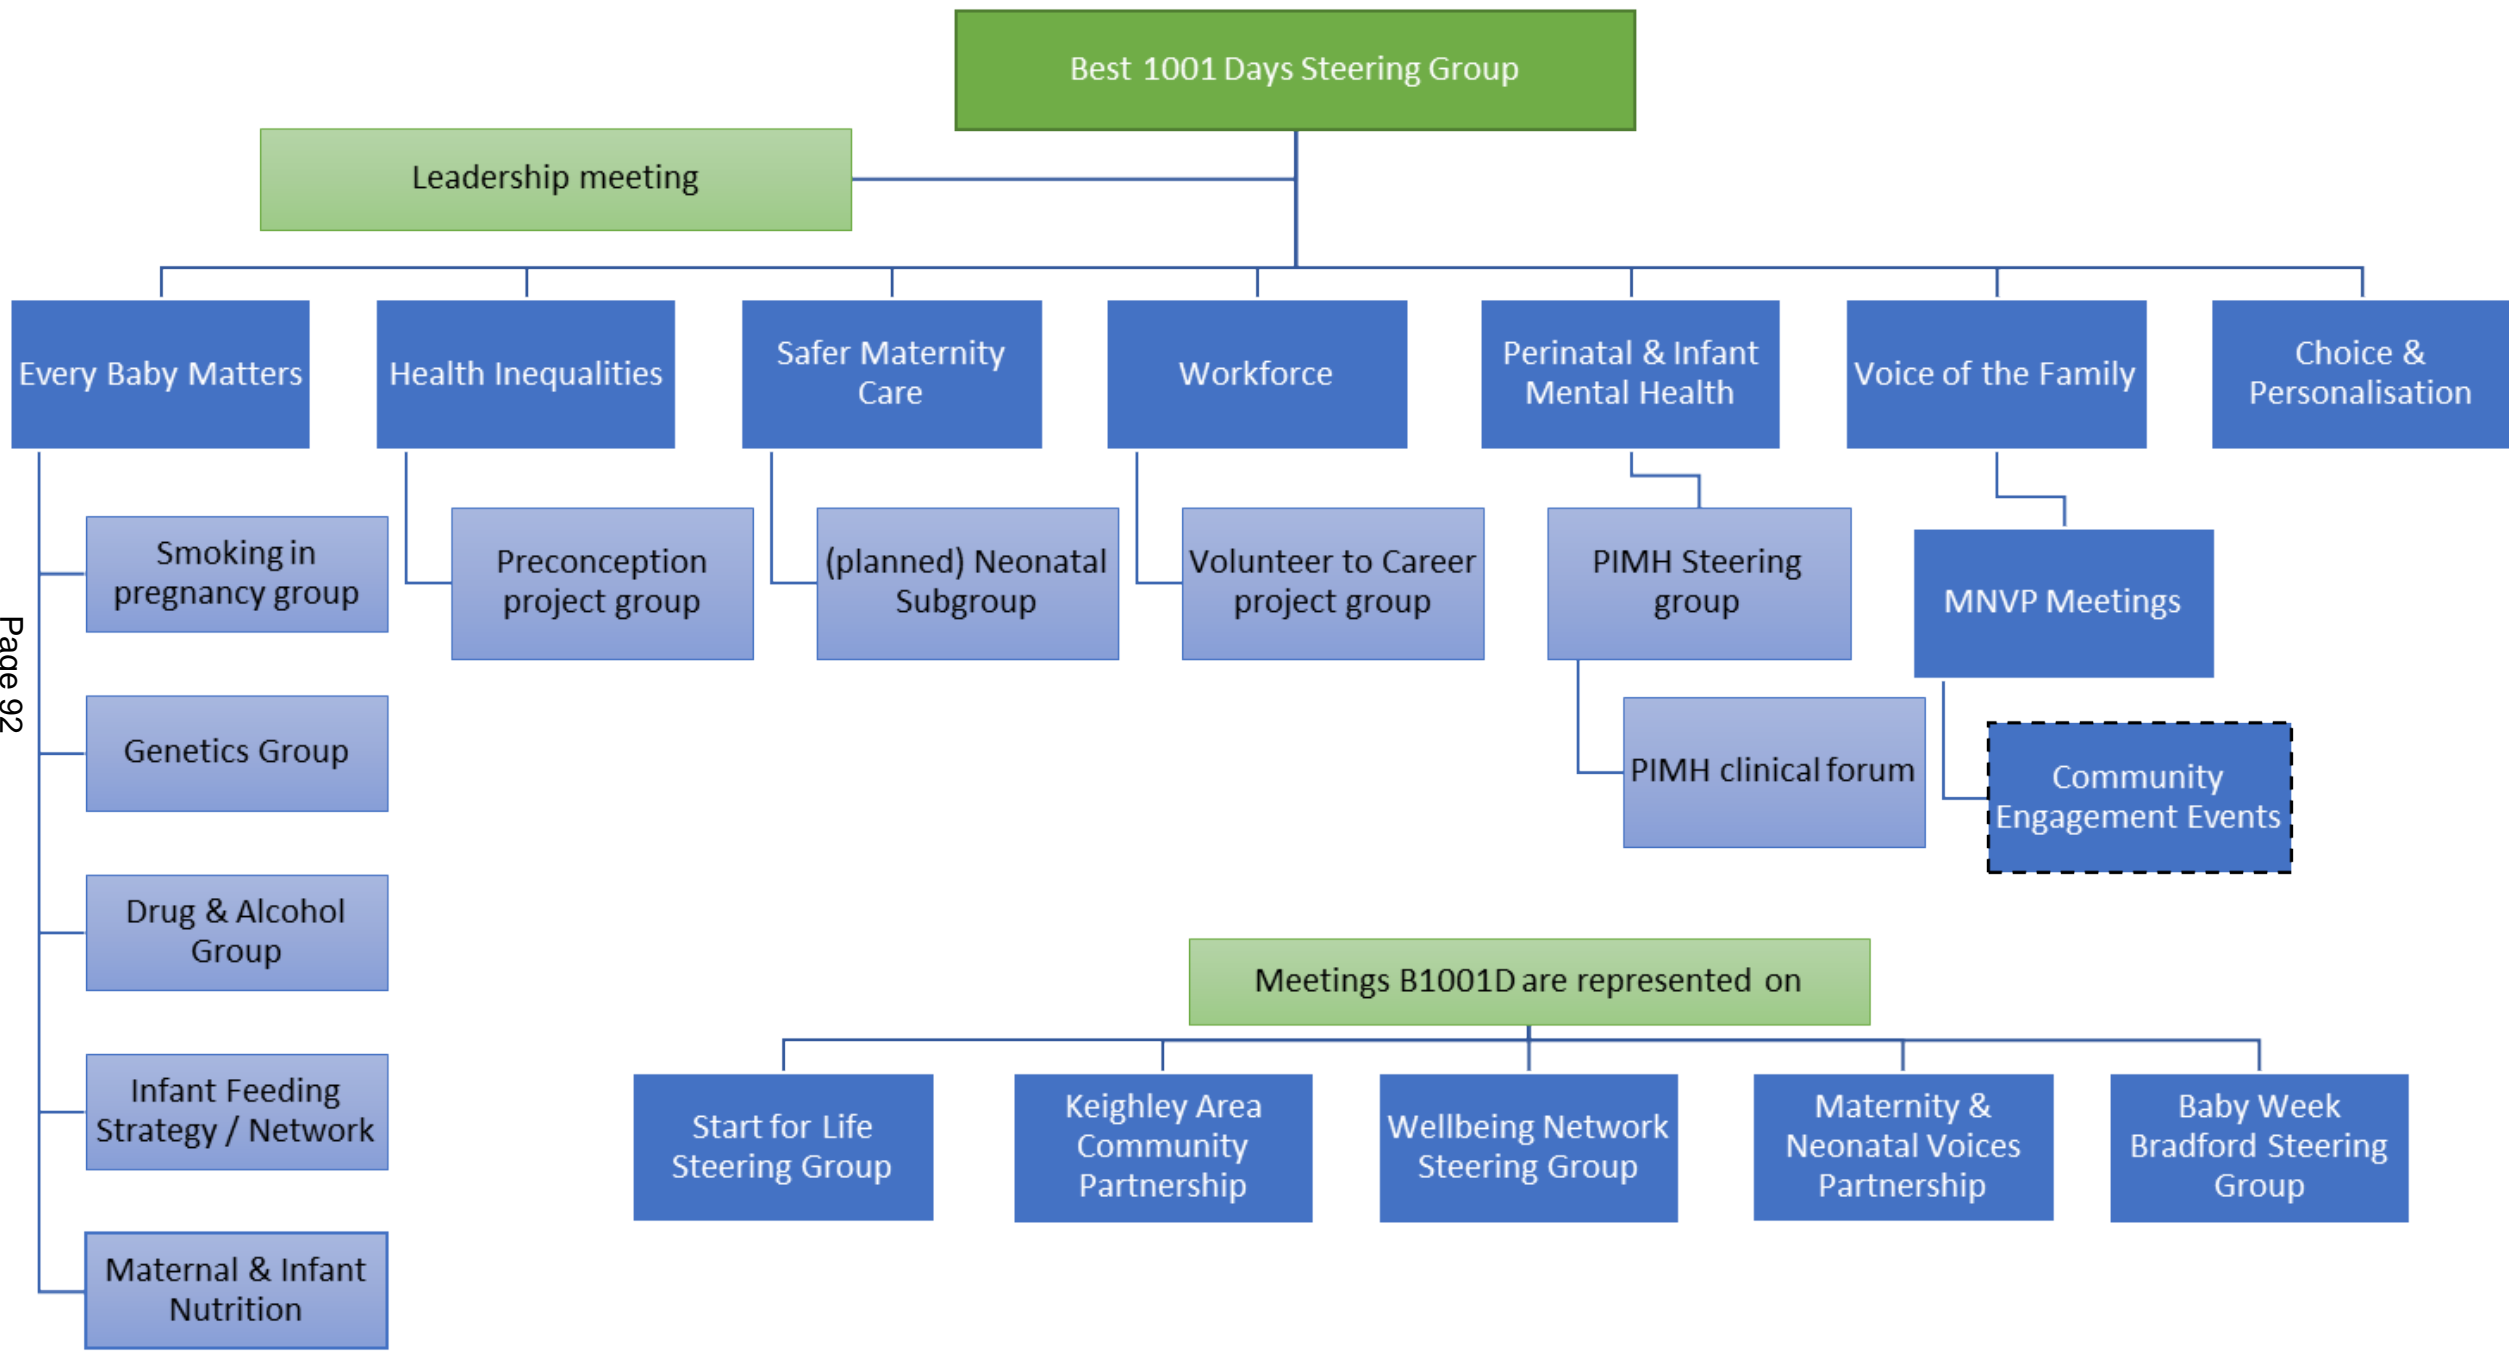 Best 1001 Days Steering Group
Leadership meeting
Every Baby Matters
Health Inequalities
Safer Maternity
Care
Workforce
Perinatal & Infant
Mental Health
Voice of the Family
Choice &
Personalisation
Smoking in
pregnancy group
Preconception
project group
(planned) Neonatal
Subgroup
Volunteer to Career
project group
PIMH Steering
group
MNVP Meetings
Genetics Group
PIMH clinical forum
Community
Engagement Events
Drug & Alcohol
Group
Infant Feeding
Strategy / Network
Maternal & Infant
Nutrition
Meetings B1001D are represented on
Start for Life
Steering Group
Keighley Area
Community
Partnership
Wellbeing Network
Steering Group
Maternity &
Neonatal Voices
Partnership
Baby Week
Bradford Steering
Group
Page 92